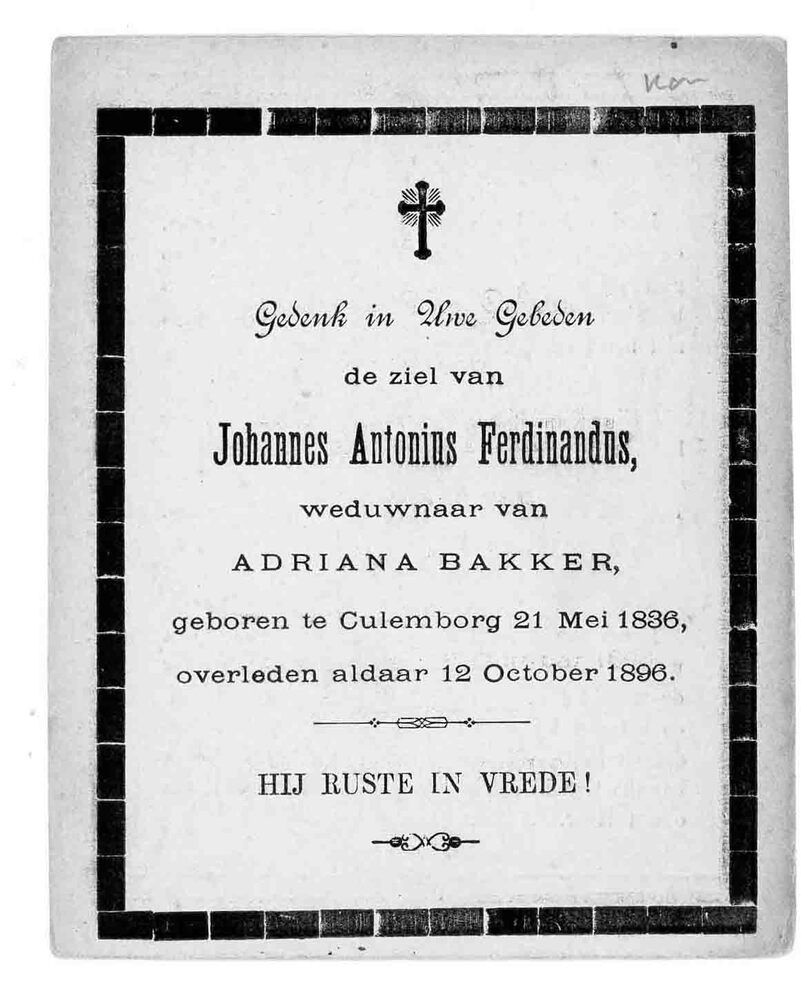 Gedenk in Uwe Gebeden
de ziel van
Johannes Antonius Ferdinandus,
weduwnaar van
ADRIANA BAKKER,
geboren te Culemborg 21 Mei 1836,
overleden aldaar 12 October 1896.
HIJ RUSTE IN VREDE!